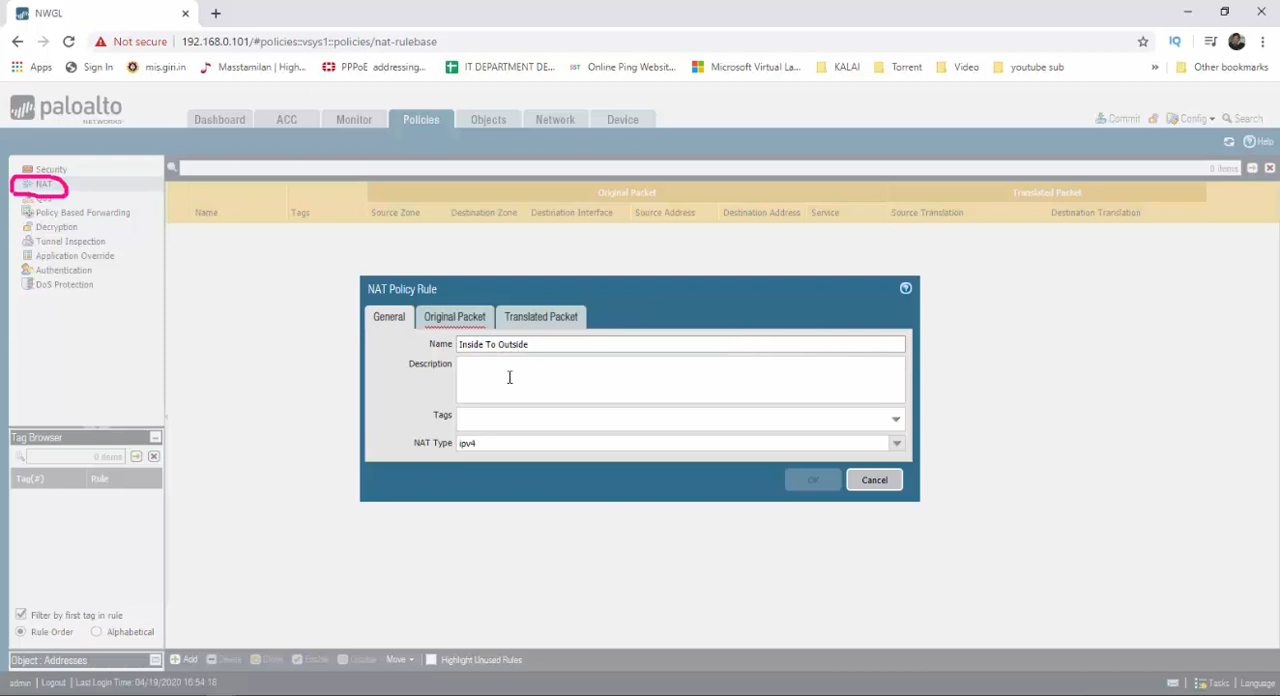 NWGL
Not secure 192.168.0.101/#policies::vsys1::policies/nat-rulebase
Apps Sign In mis.giri.in Masstamilan | High... PPPoE addressing... IT DEPARTMENT DE... Online Ping Websit... Microsoft Virtual La... KALAI Torrent Video youtube sub » Other bookmarks
paloalto
NETWORKS
Dashboard ACC Monitor Policies Objects Network Device
Commit Config Search
Help
Security
0 items
NAT
Original Packet Translated Packet
Policy Based Forwarding
Name Tags Source Zone Destination Zone Destination Interface Source Address Destination Address Service Source Translation Destination Translation
Decryption
Tunnel Inspection
Application Override
Authentication
DoS Protection
NAT Policy Rule
General Original Packet Translated Packet
Name Inside To Outside
Description
Tags
NAT Type ipv4
OK Cancel
Tag Browser
0 items
Tag(#) Rule
Filter by first tag in rule
Rule Order Alphabetical
Object : Addresses
Add Delete Clone Enable Disable Move Highlight Unused Rules
admin | Logout | Last Login Time: 04/19/2020 16:54:18
Tasks | Language